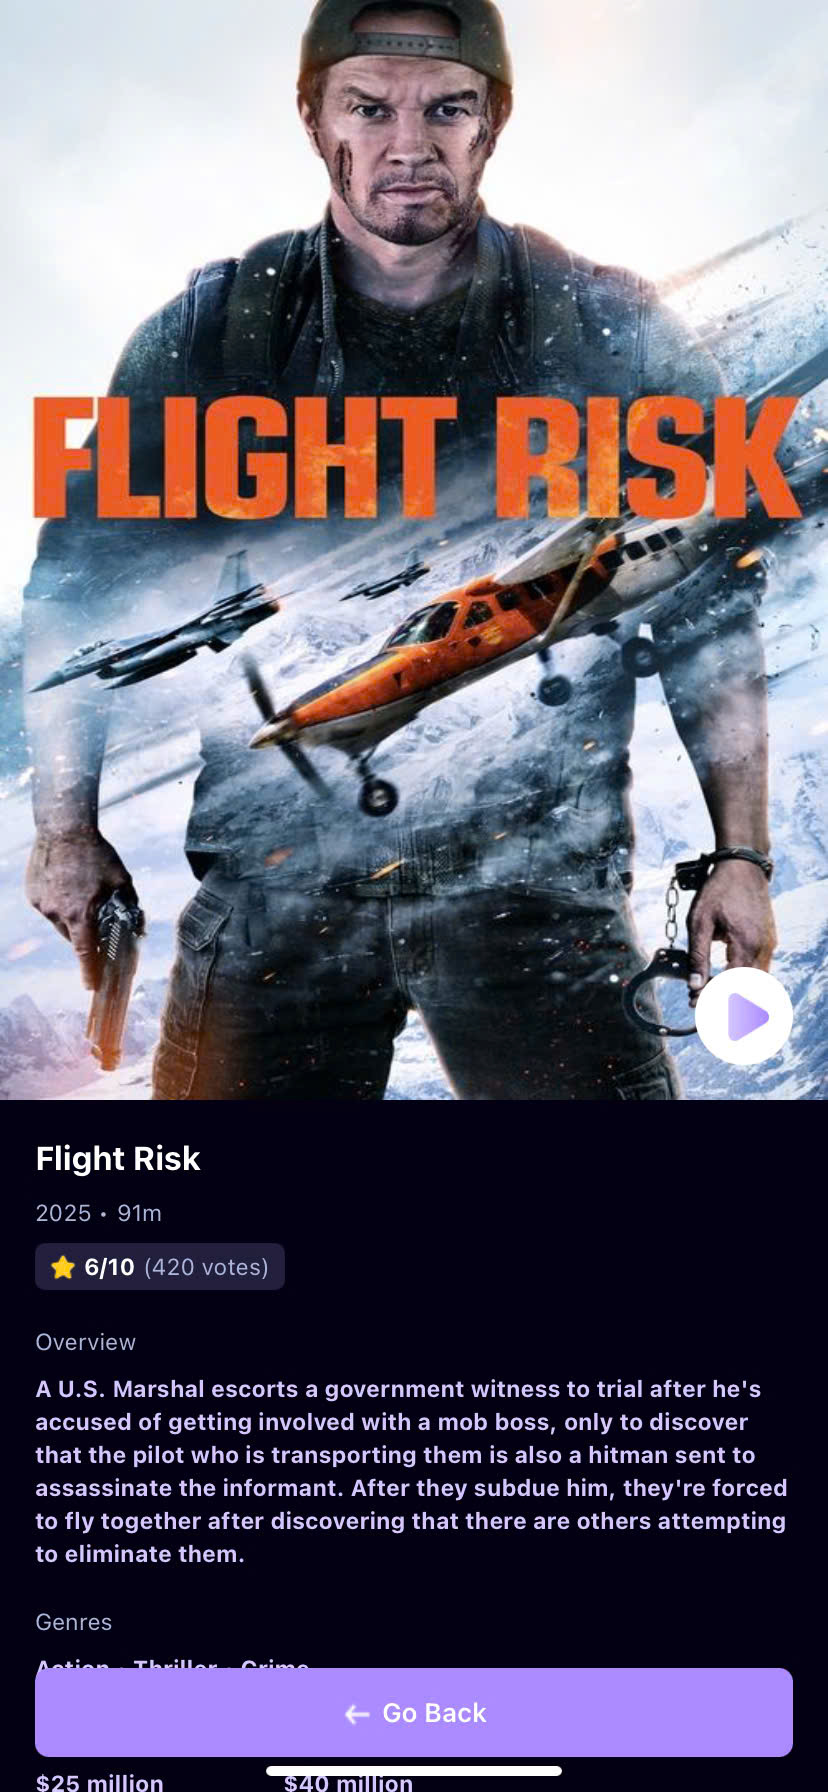 FLIGHT RISK
Flight Risk
2025 • 91m
6/10 (420 votes)
Overview
A U.S. Marshal escorts a government witness to trial after he's
accused of getting involved with a mob boss, only to discover
that the pilot who is transporting them is also a hitman sent to
assassinate the informant. After they subdue him, they're forced
to fly together after discovering that there are others attempting
to eliminate them.
Genres
Action • Thriller • Crime
← Go Back
$25 million $40 million